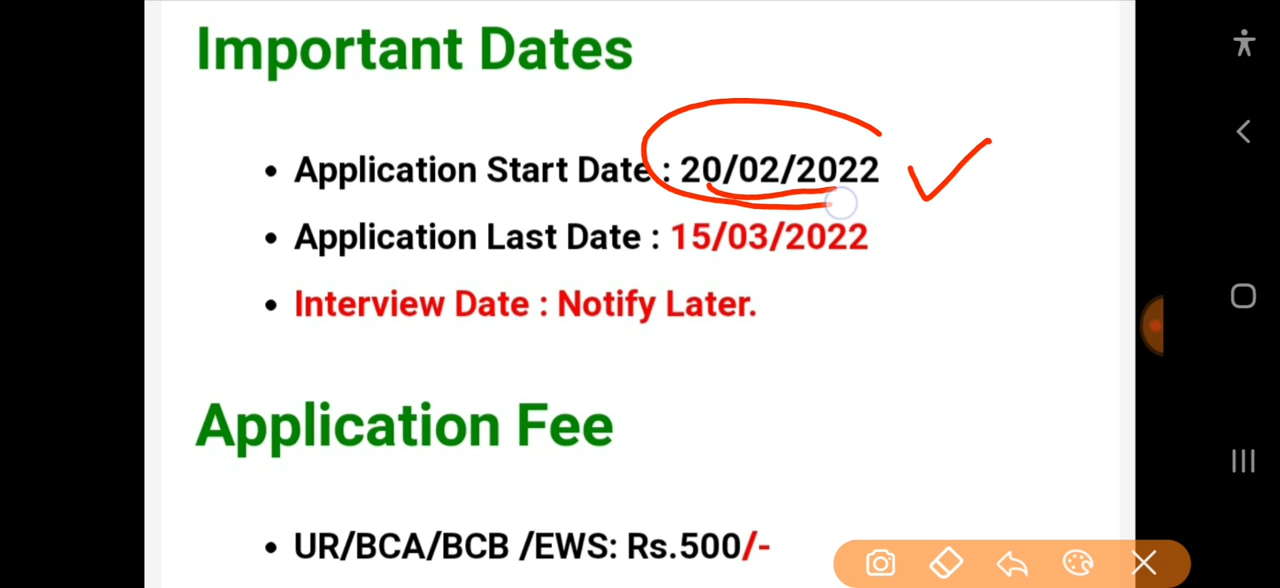 Important Dates
Application Start Date : 20/02/2022
Application Last Date : 15/03/2022
Interview Date : Notify Later.
Application Fee
UR/BCA/BCB /EWS: Rs.500/-